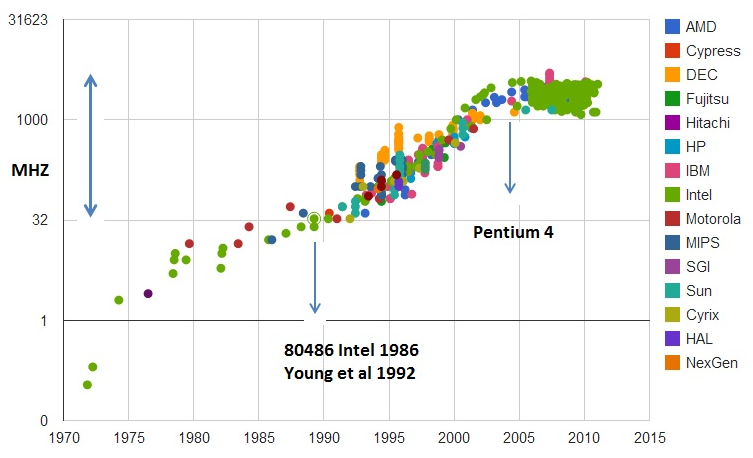 31623
1000
MHZ
32
1
0
1970 1975 1980 1985 1990 1995 2000 2005 2010 2015
80486 Intel 1986
Young et al 1992
Pentium 4
AMD
Cypress
DEC
Fujitsu
Hitachi
HP
IBM
Intel
Motorola
MIPS
SGI
Sun
Cyrix
HAL
NexGen